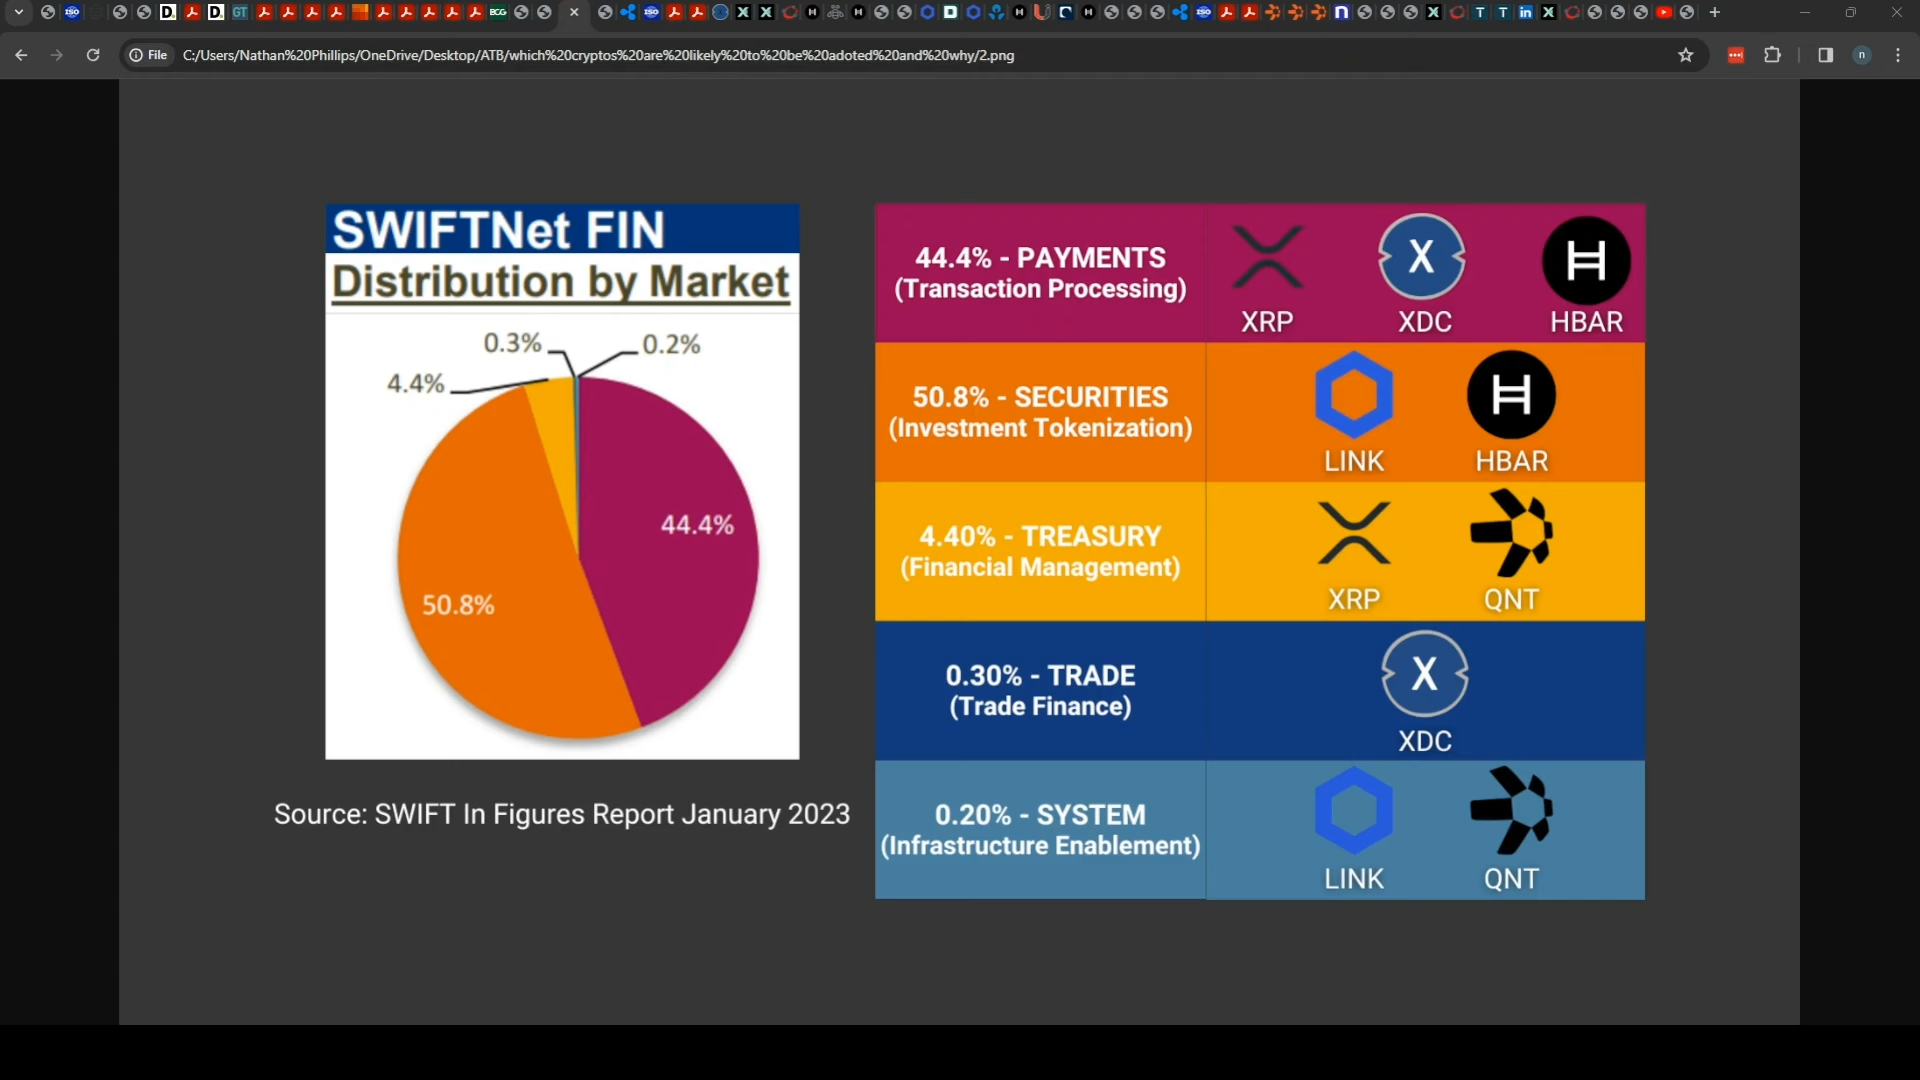 File
C:/Users/Nathan%20Phillips/OneDrive/Desktop/ATB/which%20cryptos%20are%20likely%20to%20be%20adoted%20and%20why/2.png
n
SWIFTNet FIN
Distribution by Market
0.3%
0.2%
4.4%
44.4%
50.8%
Source: SWIFT In Figures Report January 2023
44.4% - PAYMENTS
(Transaction Processing)
XRP
XDC
HBAR
50.8% - SECURITIES
(Investment Tokenization)
LINK
HBAR
4.40% - TREASURY
(Financial Management)
XRP
QNT
0.30% - TRADE
(Trade Finance)
XDC
0.20% - SYSTEM
(Infrastructure Enablement)
LINK
QNT